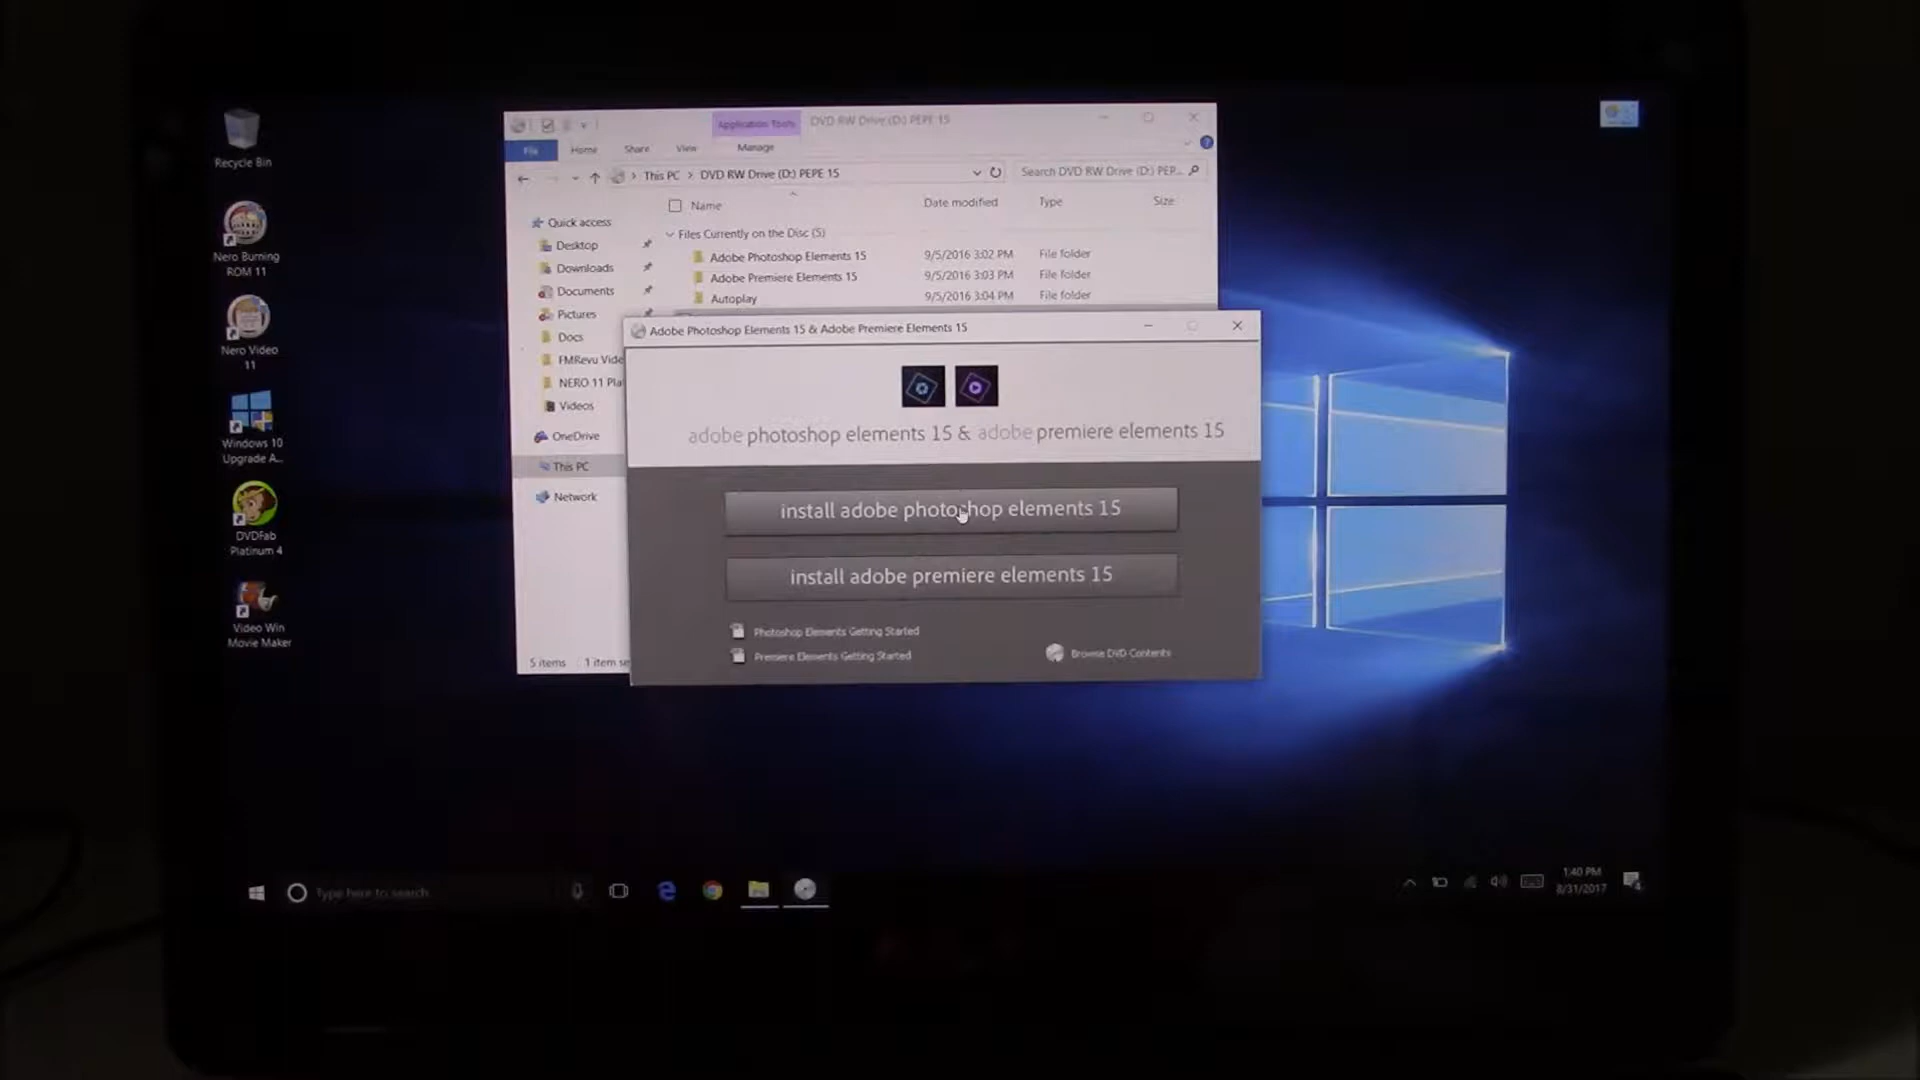 Recycle Bin
Nero Burning
ROM 11
Nero Video
11
Windows 10
Upgrade A...
DVDFab
Platinum 4
Video Win
Movie Maker
Application Tools
DVD RW Drive (D:) PEPE 15
File
Home
Share
View
Manage
This PC > DVD RW Drive (D:) PEPE 15
Search DVD RW Drive (D:) PEP...
Name
Date modified
Type
Size
Quick access
Desktop
Downloads
Documents
Pictures
Docs
FMRevu Vide
NERO 11 Pla
Videos
OneDrive
This PC
Network
Files Currently on the Disc (5)
Adobe Photoshop Elements 15 9/5/2016 3:02 PM File folder
Adobe Premiere Elements 15 9/5/2016 3:03 PM File folder
Autoplay 9/5/2016 3:04 PM File folder
5 items 1 item se
Adobe Photoshop Elements 15 & Adobe Premiere Elements 15
adobe photoshop elements 15 & adobe premiere elements 15
install adobe photoshop elements 15
install adobe premiere elements 15
Photoshop Elements Getting Started
Premiere Elements Getting Started
Browse DVD Contents
Type here to search
1:40 PM
8/31/2017